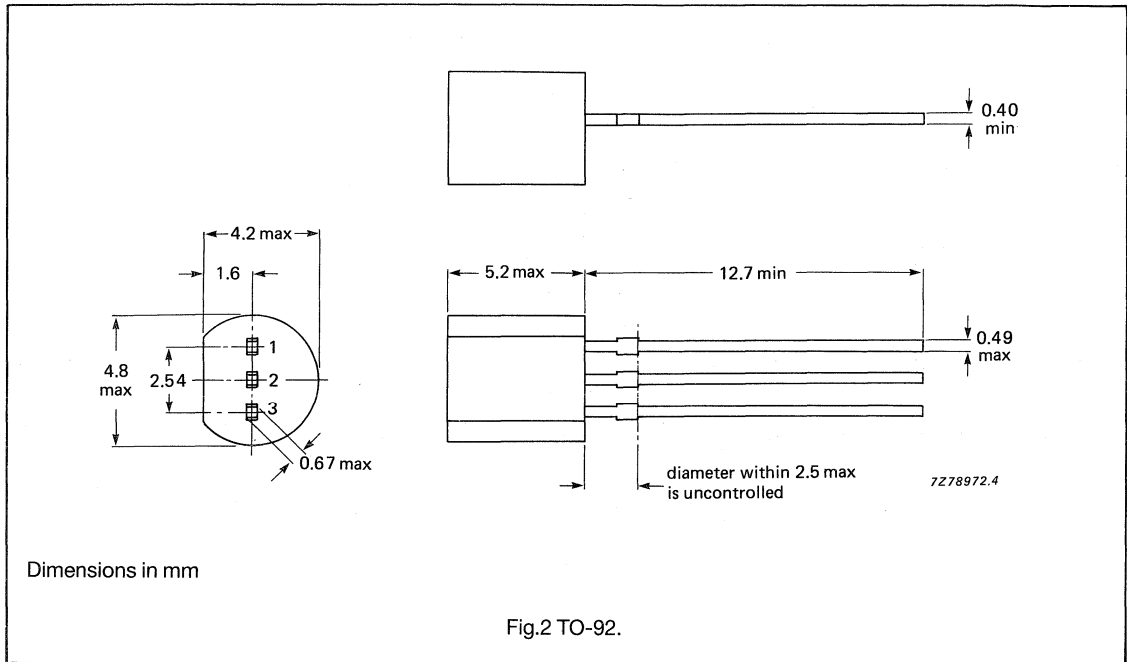 0.40
min
4.2 max
1.6
5.2 max
12.7 min
1
4.8
max
2.54
2
0.49
max
3
0.67 max
diameter within 2.5 max
is uncontrolled
7Z78972.4
Dimensions in mm
Fig.2 TO-92.